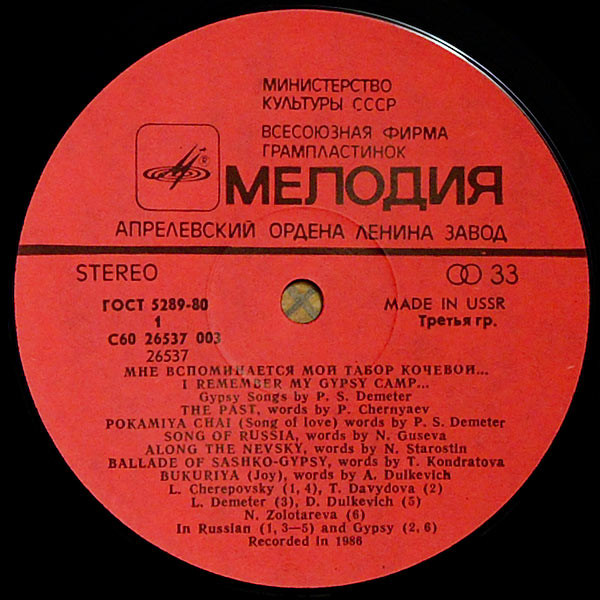 МИНИСТЕРСТВО
КУЛЬТУРЫ СССР
ВСЕСОЮЗНАЯ ФИРМА
ГРАМПЛАСТИНОК
МЕЛОДИЯ
АПРЕЛЕВСКИЙ ОРДЕНА ЛЕНИНА ЗАВОД
STEREO 33
ГОСТ 5289-80 MADE IN USSR
1 Третья гр.
С60 26537 003
26537
МНЕ ВСПОМИНАЕТСЯ МОЙ ТАБОР КОЧЕВОЙ...
I REMEMBER MY GYPSY CAMP...
Gypsy Songs by P. S. Demeter
THE PAST, words by P. Chernyaev
POKAMIYA CHAI (Song of love) words by P. S. Demeter
SONG OF RUSSIA, words by N. Guseva
ALONG THE NEVSKY, words by N. Starostin
BALLADE OF SASHKO-GYPSY, words by T. Kondratova
BUKURIYA (Joy), words by A. Dulkevich
L. Cherepovsky (1, 4), T. Davydova (2)
L. Demeter (3), D. Dulkevich (5)
N. Zolotareva (6)
In Russian (1, 3—5) and Gypsy (2, 6)
Recorded in 1986